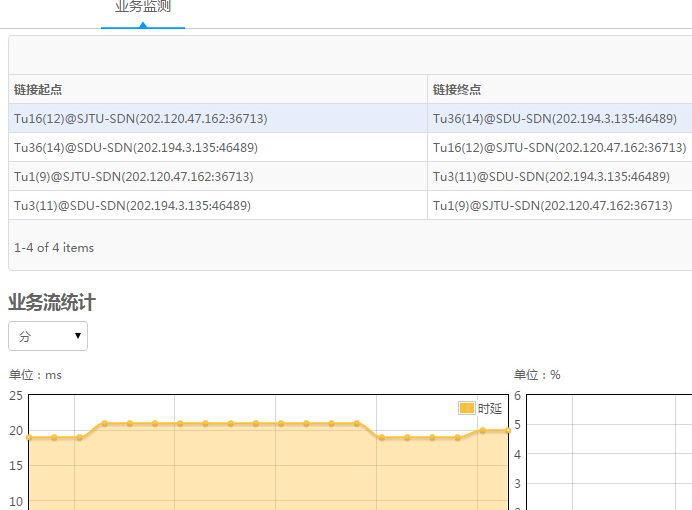 业务监测
链接起点 链接终点
Tu16(12)@SJTU-SDN(202.120.47.162:36713) Tu36(14)@SDU-SDN(202.194.3.135:46489)
Tu36(14)@SDU-SDN(202.194.3.135:46489) Tu16(12)@SJTU-SDN(202.120.47.162:36713)
Tu1(9)@SJTU-SDN(202.120.47.162:36713) Tu3(11)@SDU-SDN(202.194.3.135:46489)
Tu3(11)@SDU-SDN(202.194.3.135:46489) Tu1(9)@SJTU-SDN(202.120.47.162:36713)
1-4 of 4 items
业务流统计
分
单位：ms 单位：%
25 时延 6
20 5
15 4
10 3